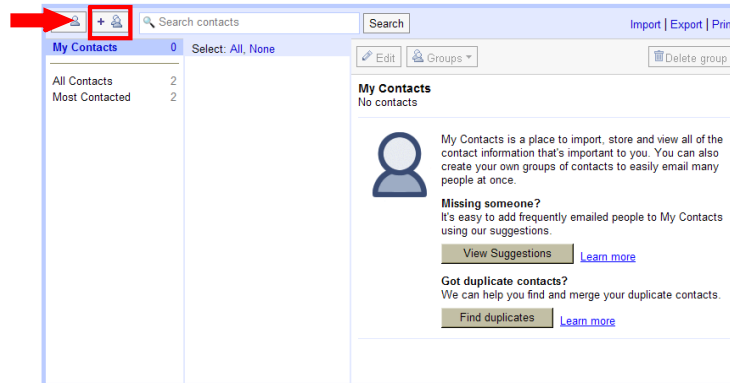 + Search contacts Search Import | Export | Prin
My Contacts 0
Select: All, None
Edit Groups Delete group
All Contacts 2
Most Contacted 2
My Contacts
No contacts
My Contacts is a place to import, store and view all of the
contact information that's important to you. You can also
create your own groups of contacts to easily email many
people at once.
Missing someone?
It's easy to add frequently emailed people to My Contacts
using our suggestions.
View Suggestions Learn more
Got duplicate contacts?
We can help you find and merge your duplicate contacts.
Find duplicates Learn more